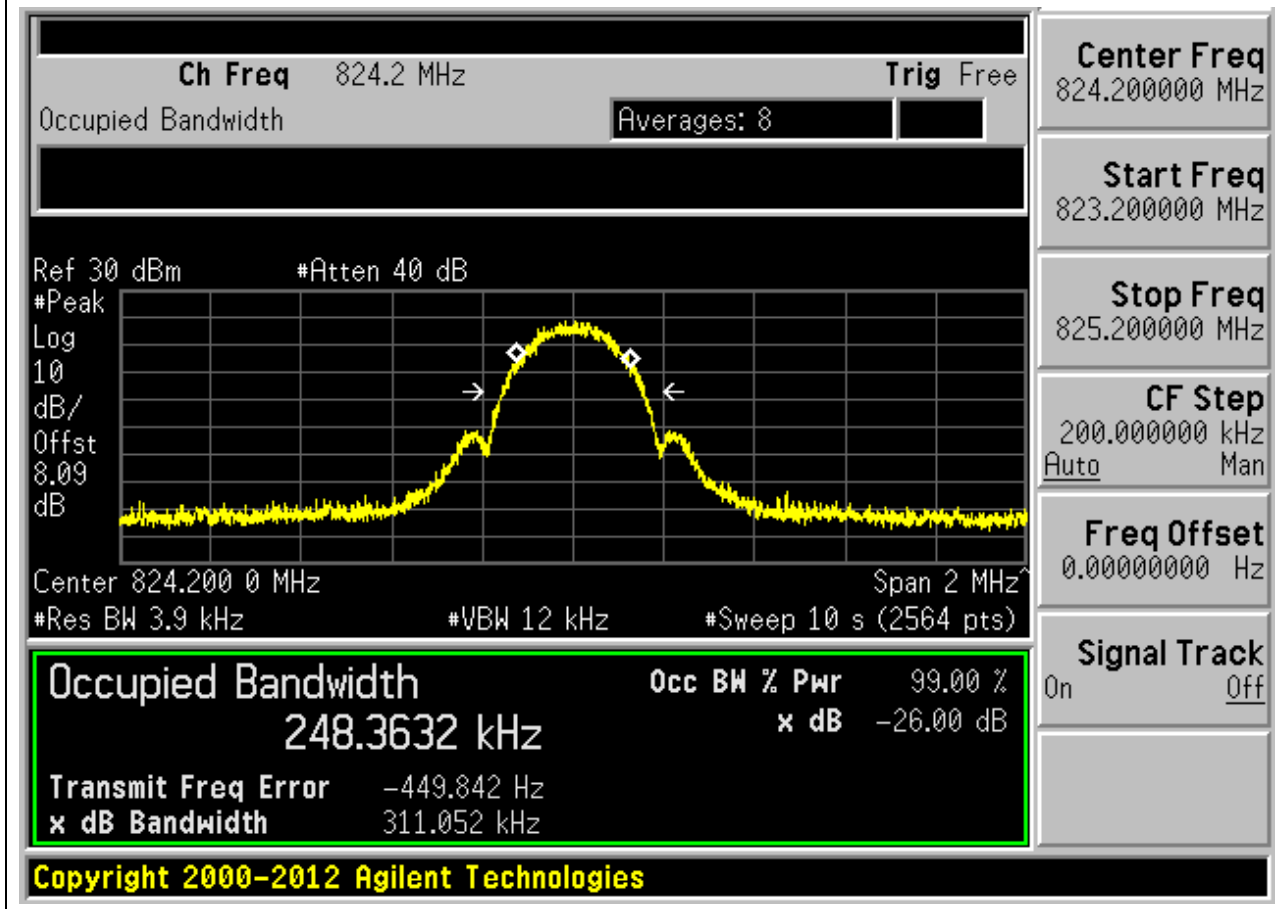 Ch Freq 824.2 MHz Trig Free
Occupied Bandwidth Averages: 8
Ref 30 dBm #Atten 40 dB
#Peak
Log
10
dB/
Offst
8.09
dB
Center 824.200 0 MHz Span 2 MHz^
#Res BW 3.9 kHz #VBW 12 kHz #Sweep 10 s (2564 pts)
Occupied Bandwidth Occ BW % Pwr 99.00 %
248.3632 kHz x dB -26.00 dB
Transmit Freq Error -449.842 Hz
x dB Bandwidth 311.052 kHz
Copyright 2000-2012 Agilent Technologies
Center Freq
824.200000 MHz
Start Freq
823.200000 MHz
Stop Freq
825.200000 MHz
CF Step
200.000000 kHz
Auto Man
Freq Offset
0.00000000 Hz
Signal Track
On Off